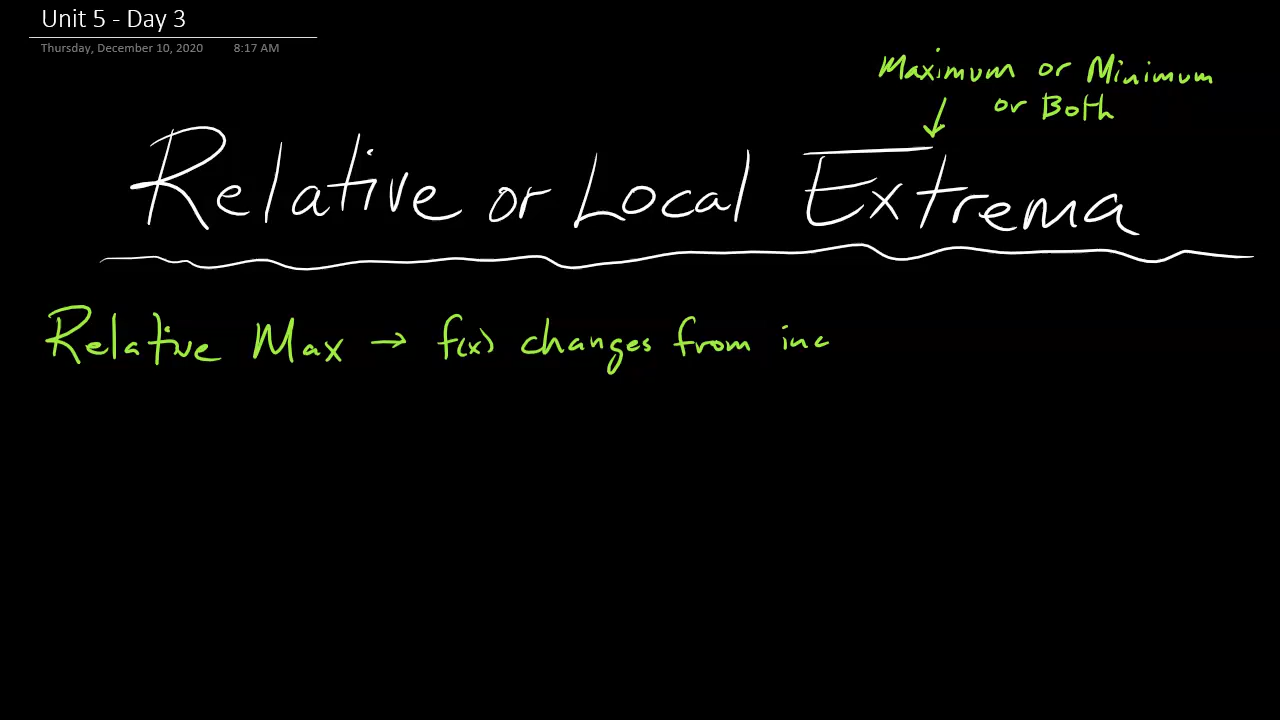 Unit 5 - Day 3
Thursday, December 10, 2020 8:17 AM
Maximum or Minimum
or Both
Relative or Local Extrema
Relative Max → f(x) changes from inc